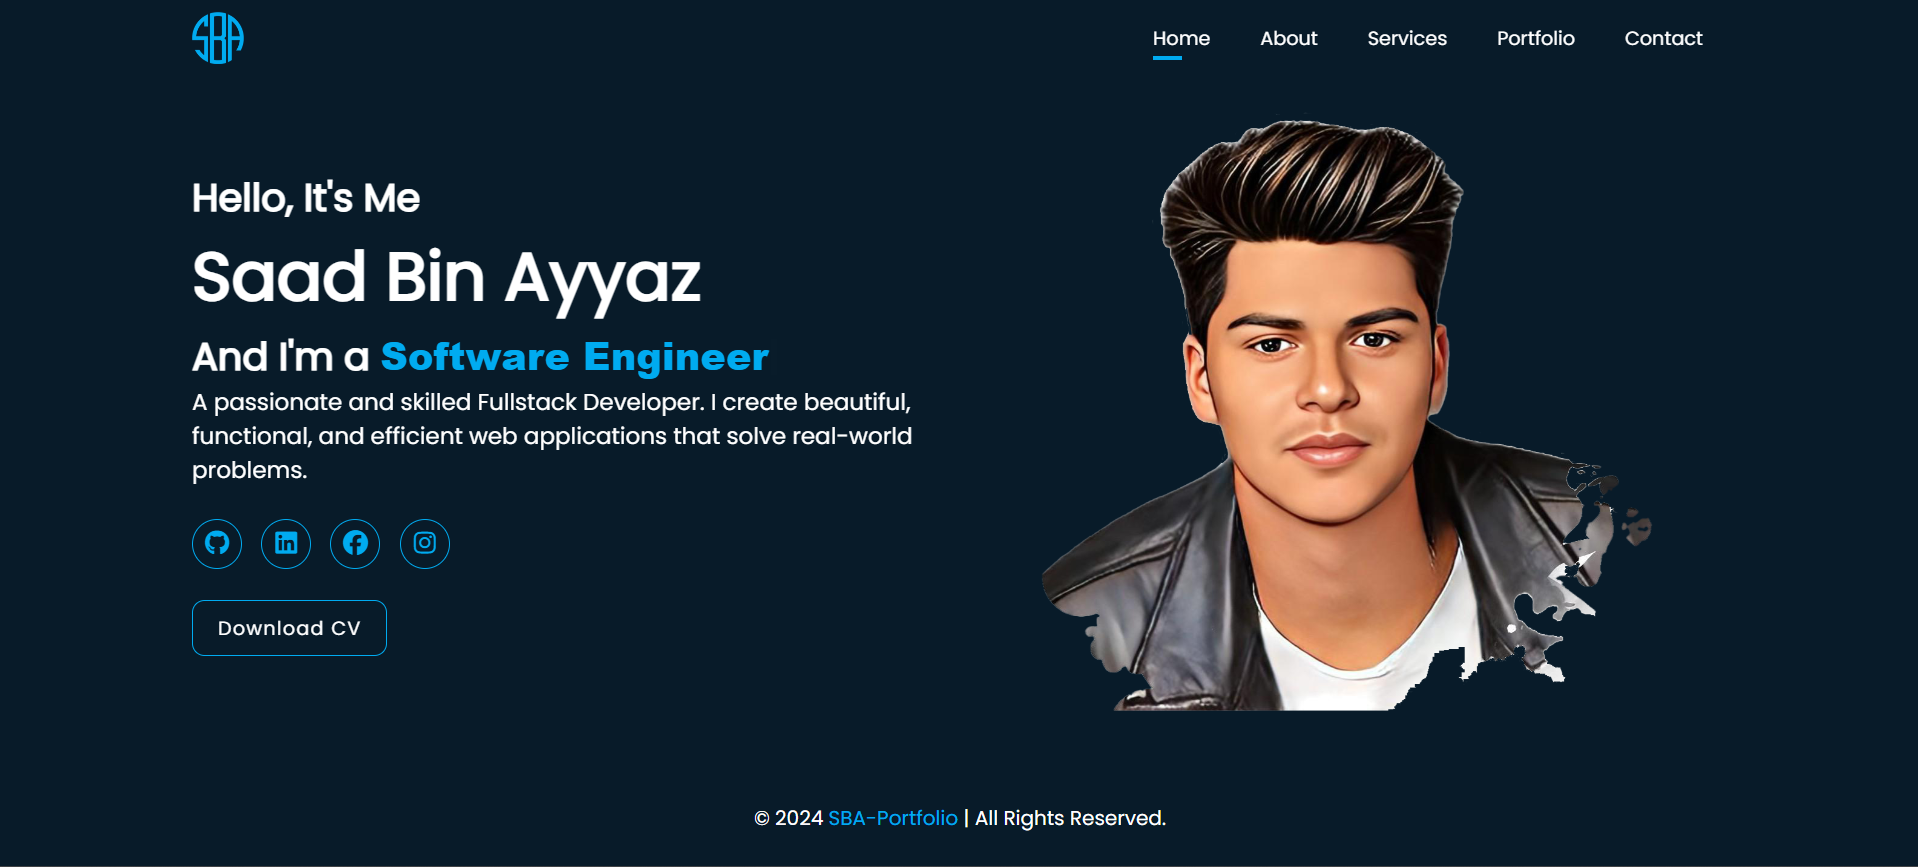 SBA
Home About Services Portfolio Contact
Hello, It's Me
Saad Bin Ayyaz
And I'm a Software Engineer
A passionate and skilled Fullstack Developer. I create beautiful,
functional, and efficient web applications that solve real-world
problems.
in
Download CV
© 2024 SBA-Portfolio | All Rights Reserved.